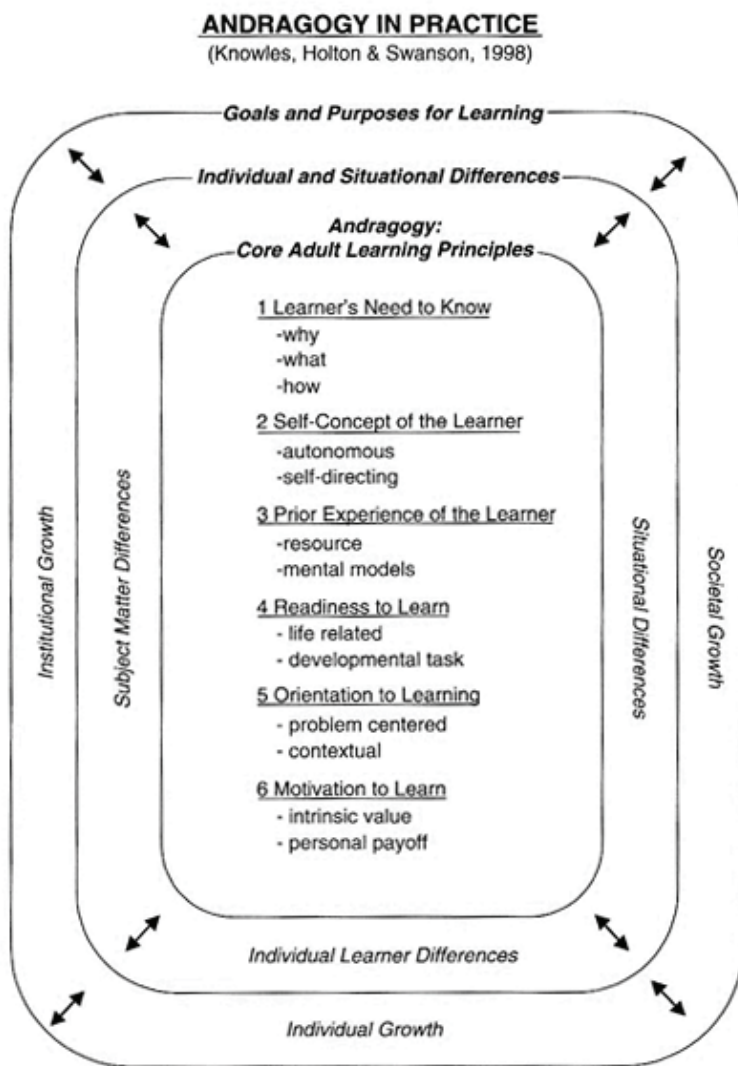 ANDRAGOGY IN PRACTICE
(Knowles, Holton & Swanson, 1998)
Goals and Purposes for Learning
Individual and Situational Differences
Andragogy:
Core Adult Learning Principles
1 Learner's Need to Know
-why
-what
-how
2 Self-Concept of the Learner
-autonomous
-self-directing
3 Prior Experience of the Learner
-resource
-mental models
4 Readiness to Learn
- life related
- developmental task
5 Orientation to Learning
- problem centered
- contextual
6 Motivation to Learn
- intrinsic value
- personal payoff
Institutional Growth
Subject Matter Differences
Situational Differences
Societal Growth
Individual Learner Differences
Individual Growth